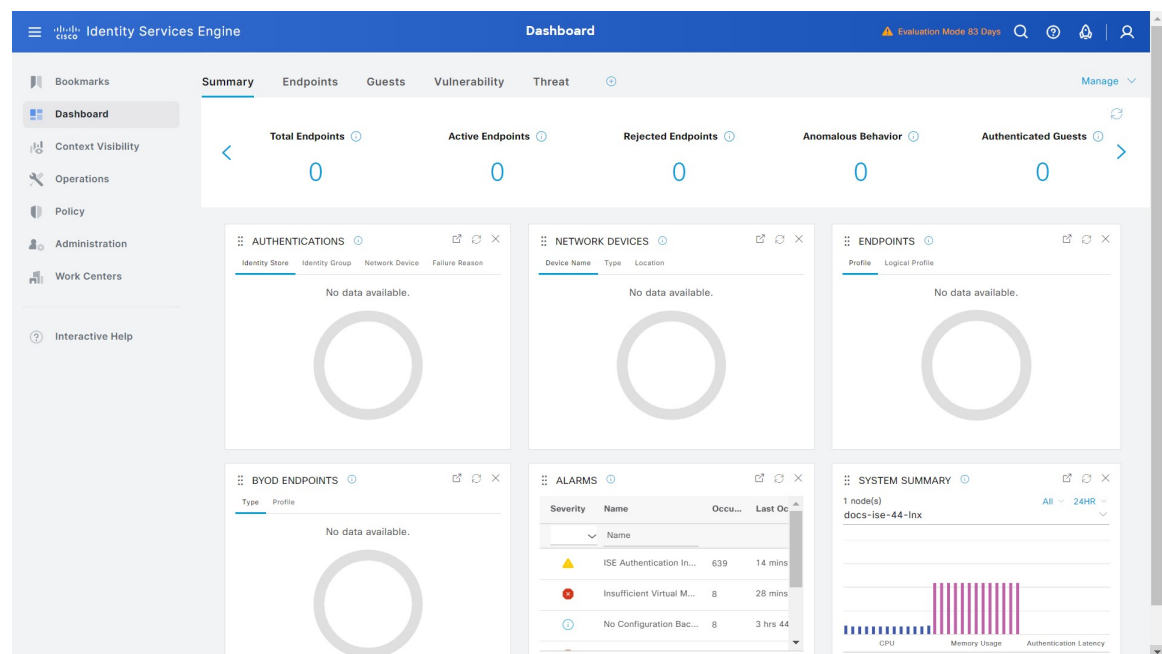 cisco Identity Services Engine
Dashboard
Evaluation Mode 83 Days
Bookmarks
Dashboard
Context Visibility
Operations
Policy
Administration
Work Centers
Interactive Help
Summary Endpoints Guests Vulnerability Threat
Manage
Total Endpoints Active Endpoints Rejected Endpoints Anomalous Behavior Authenticated Guests
0 0 0 0 0
AUTHENTICATIONS
Identity Store Identity Group Network Device Failure Reason
No data available.
NETWORK DEVICES
Device Name Type Location
No data available.
ENDPOINTS
Profile Logical Profile
No data available.
BYOD ENDPOINTS
Type Profile
No data available.
ALARMS
Severity Name Occu... Last Oc
Name
ISE Authentication In... 639 14 mins
Insufficient Virtual M... 8 28 mins
No Configuration Bac... 8 3 hrs 44
SYSTEM SUMMARY
1 node(s) All 24HR
docs-ise-44-lnx
CPU Memory Usage Authentication Latency